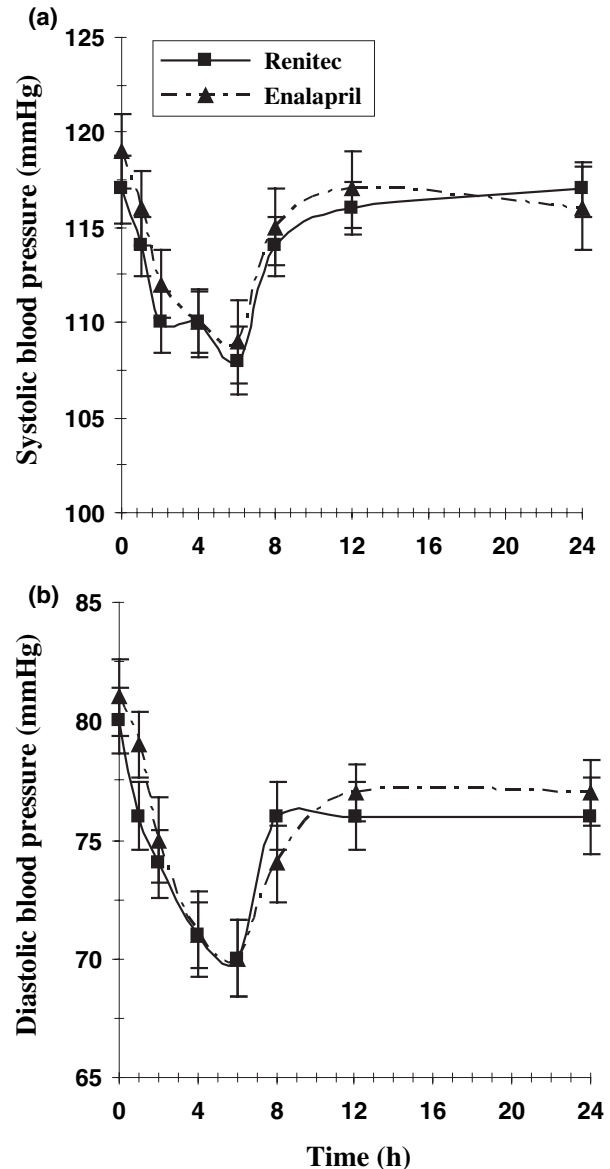 (a)
Systolic blood pressure (mmHg)
125
120
115
110
105
100
Renitec
Enalapril
0 4 8 12 16 20 24
(b)
Diastolic blood pressure (mmHg)
85
80
75
70
65
0 4 8 12 16 20 24
Time (h)